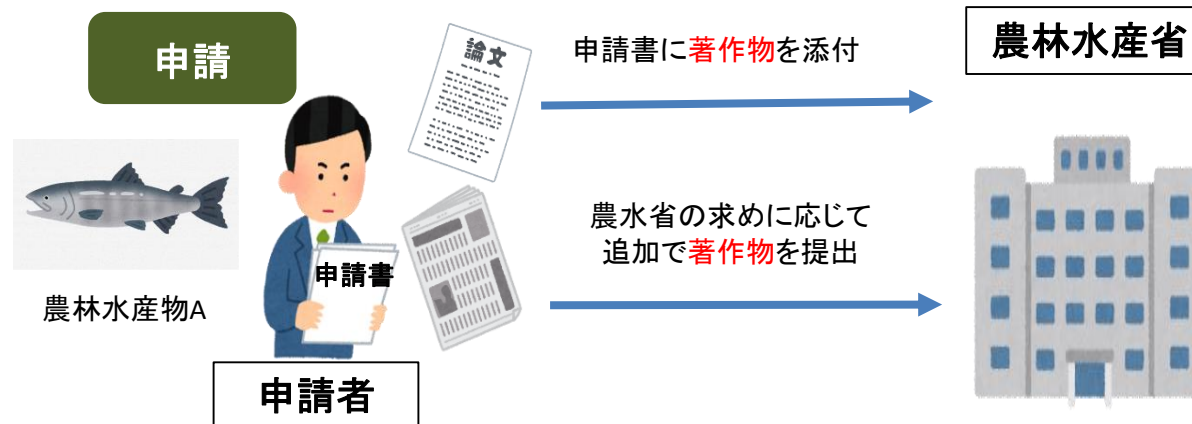 申請
論文
申請書に著作物を添付
農林水産省
農水省の求めに応じて
追加で著作物を提出
申請書
農林水産物A
申請者